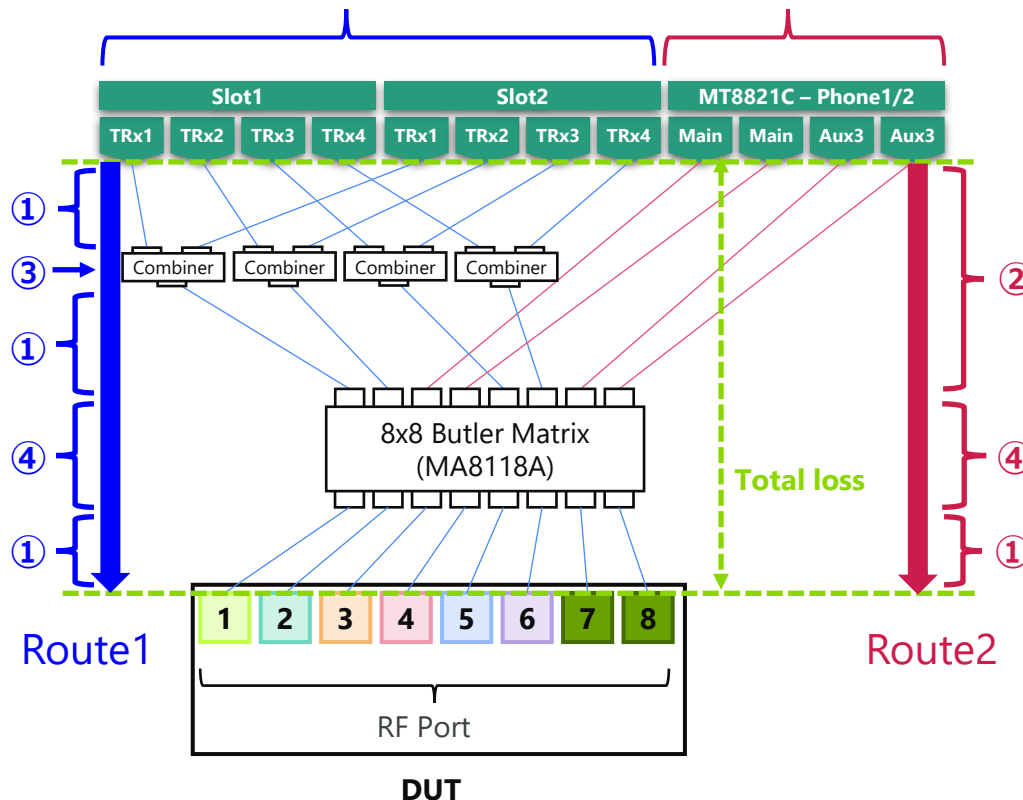 Slot1 Slot2 MT8821C – Phone1/2
TRx1 TRx2 TRx3 TRx4 TRx1 TRx2 TRx3 TRx4 Main Main Aux3 Aux3
① ②
③ Combiner Combiner Combiner Combiner
①
8x8 Butler Matrix
(MA8118A)
④ ④
Total loss
① ①
1 2 3 4 5 6 7 8
Route1 Route2
RF Port
DUT